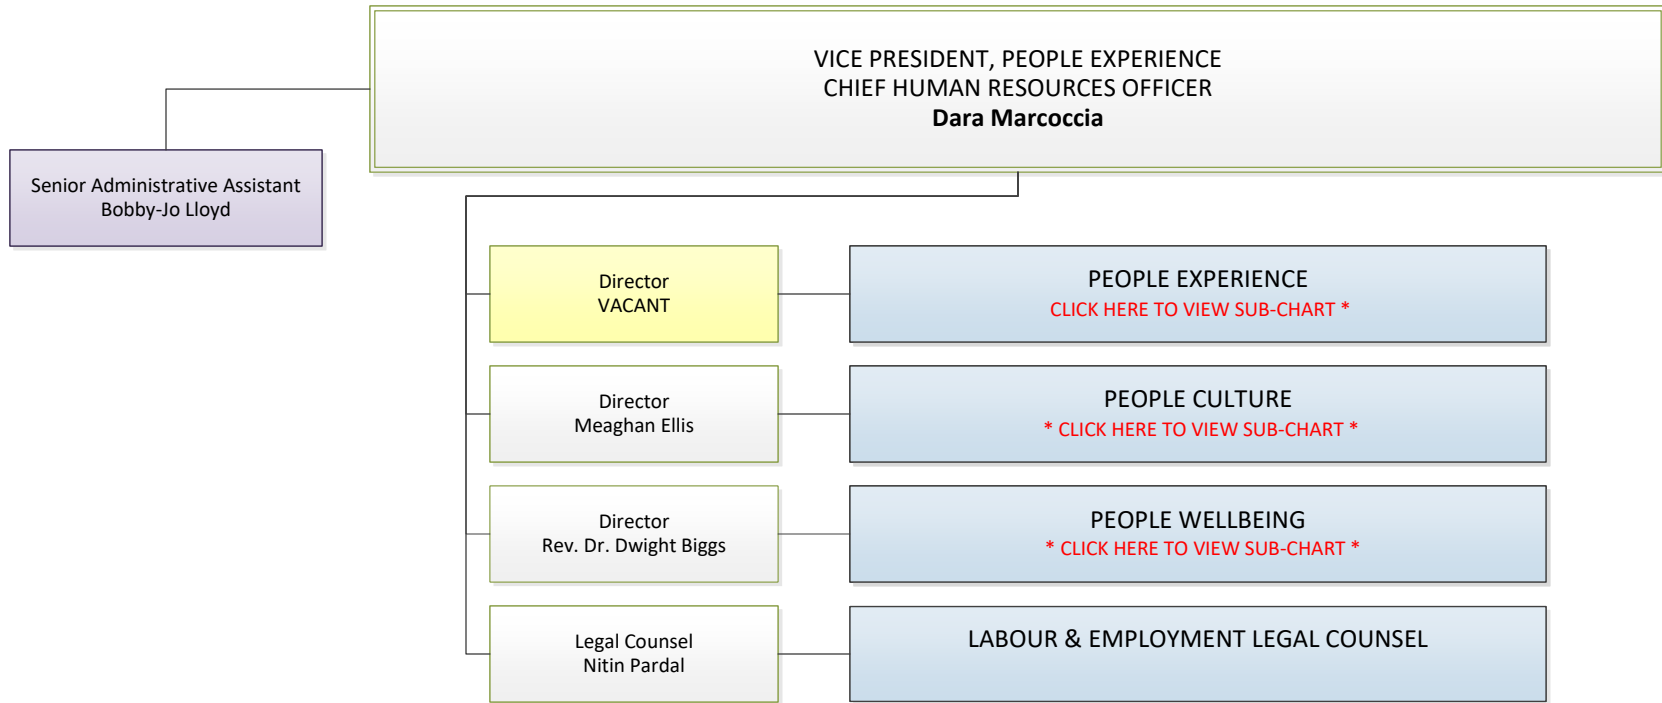 VICE PRESIDENT, PEOPLE EXPERIENCE
CHIEF HUMAN RESOURCES OFFICER
Dara Marcoccia
Senior Administrative Assistant
Bobby-Jo Lloyd
Director
VACANT
PEOPLE EXPERIENCE
CLICK HERE TO VIEW SUB-CHART *
Director
Meaghan Ellis
PEOPLE CULTURE
* CLICK HERE TO VIEW SUB-CHART *
Director
Rev. Dr. Dwight Biggs
PEOPLE WELLBEING
* CLICK HERE TO VIEW SUB-CHART *
Legal Counsel
Nitin Pardal
LABOUR & EMPLOYMENT LEGAL COUNSEL